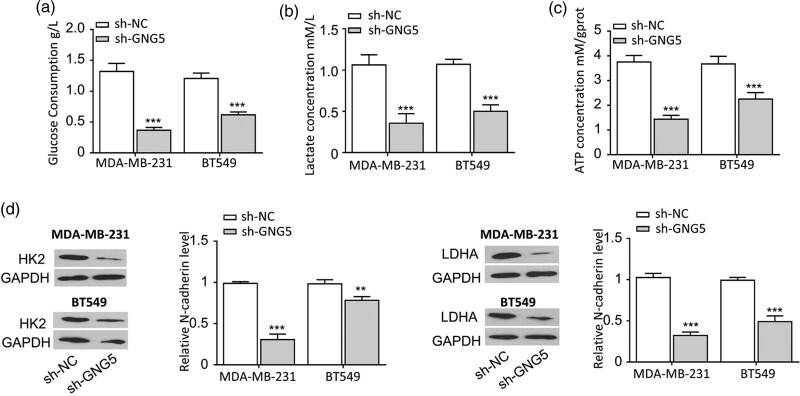 (a)
sh-NC
sh-GNG5
Glucose Consumption g/L
2.0
1.5
1.0
0.5
0.0
***
***
MDA-MB-231 BT549
(b)
sh-NC
sh-GNG5
Lactate concentration mM/L
2.0
1.5
1.0
0.5
0.0
***
***
MDA-MB-231 BT549
(c)
sh-NC
sh-GNG5
ATP concentration mM/gprot
5
4
3
2
1
0
***
***
MDA-MB-231 BT549
(d)
MDA-MB-231
HK2
GAPDH
BT549
HK2
GAPDH
sh-NC
sh-GNG5
sh-NC
sh-GNG5
Relative N-cadherin level
1.5
1
0.5
0
***
**
MDA-MB-231 BT549
MDA-MB-231
LDHA
GAPDH
BT549
LDHA
GAPDH
sh-NC
sh-GNG5
sh-NC
sh-GNG5
Relative N-cadherin level
1.5
1
0.5
0
***
***
MDA-MB-231 BT549